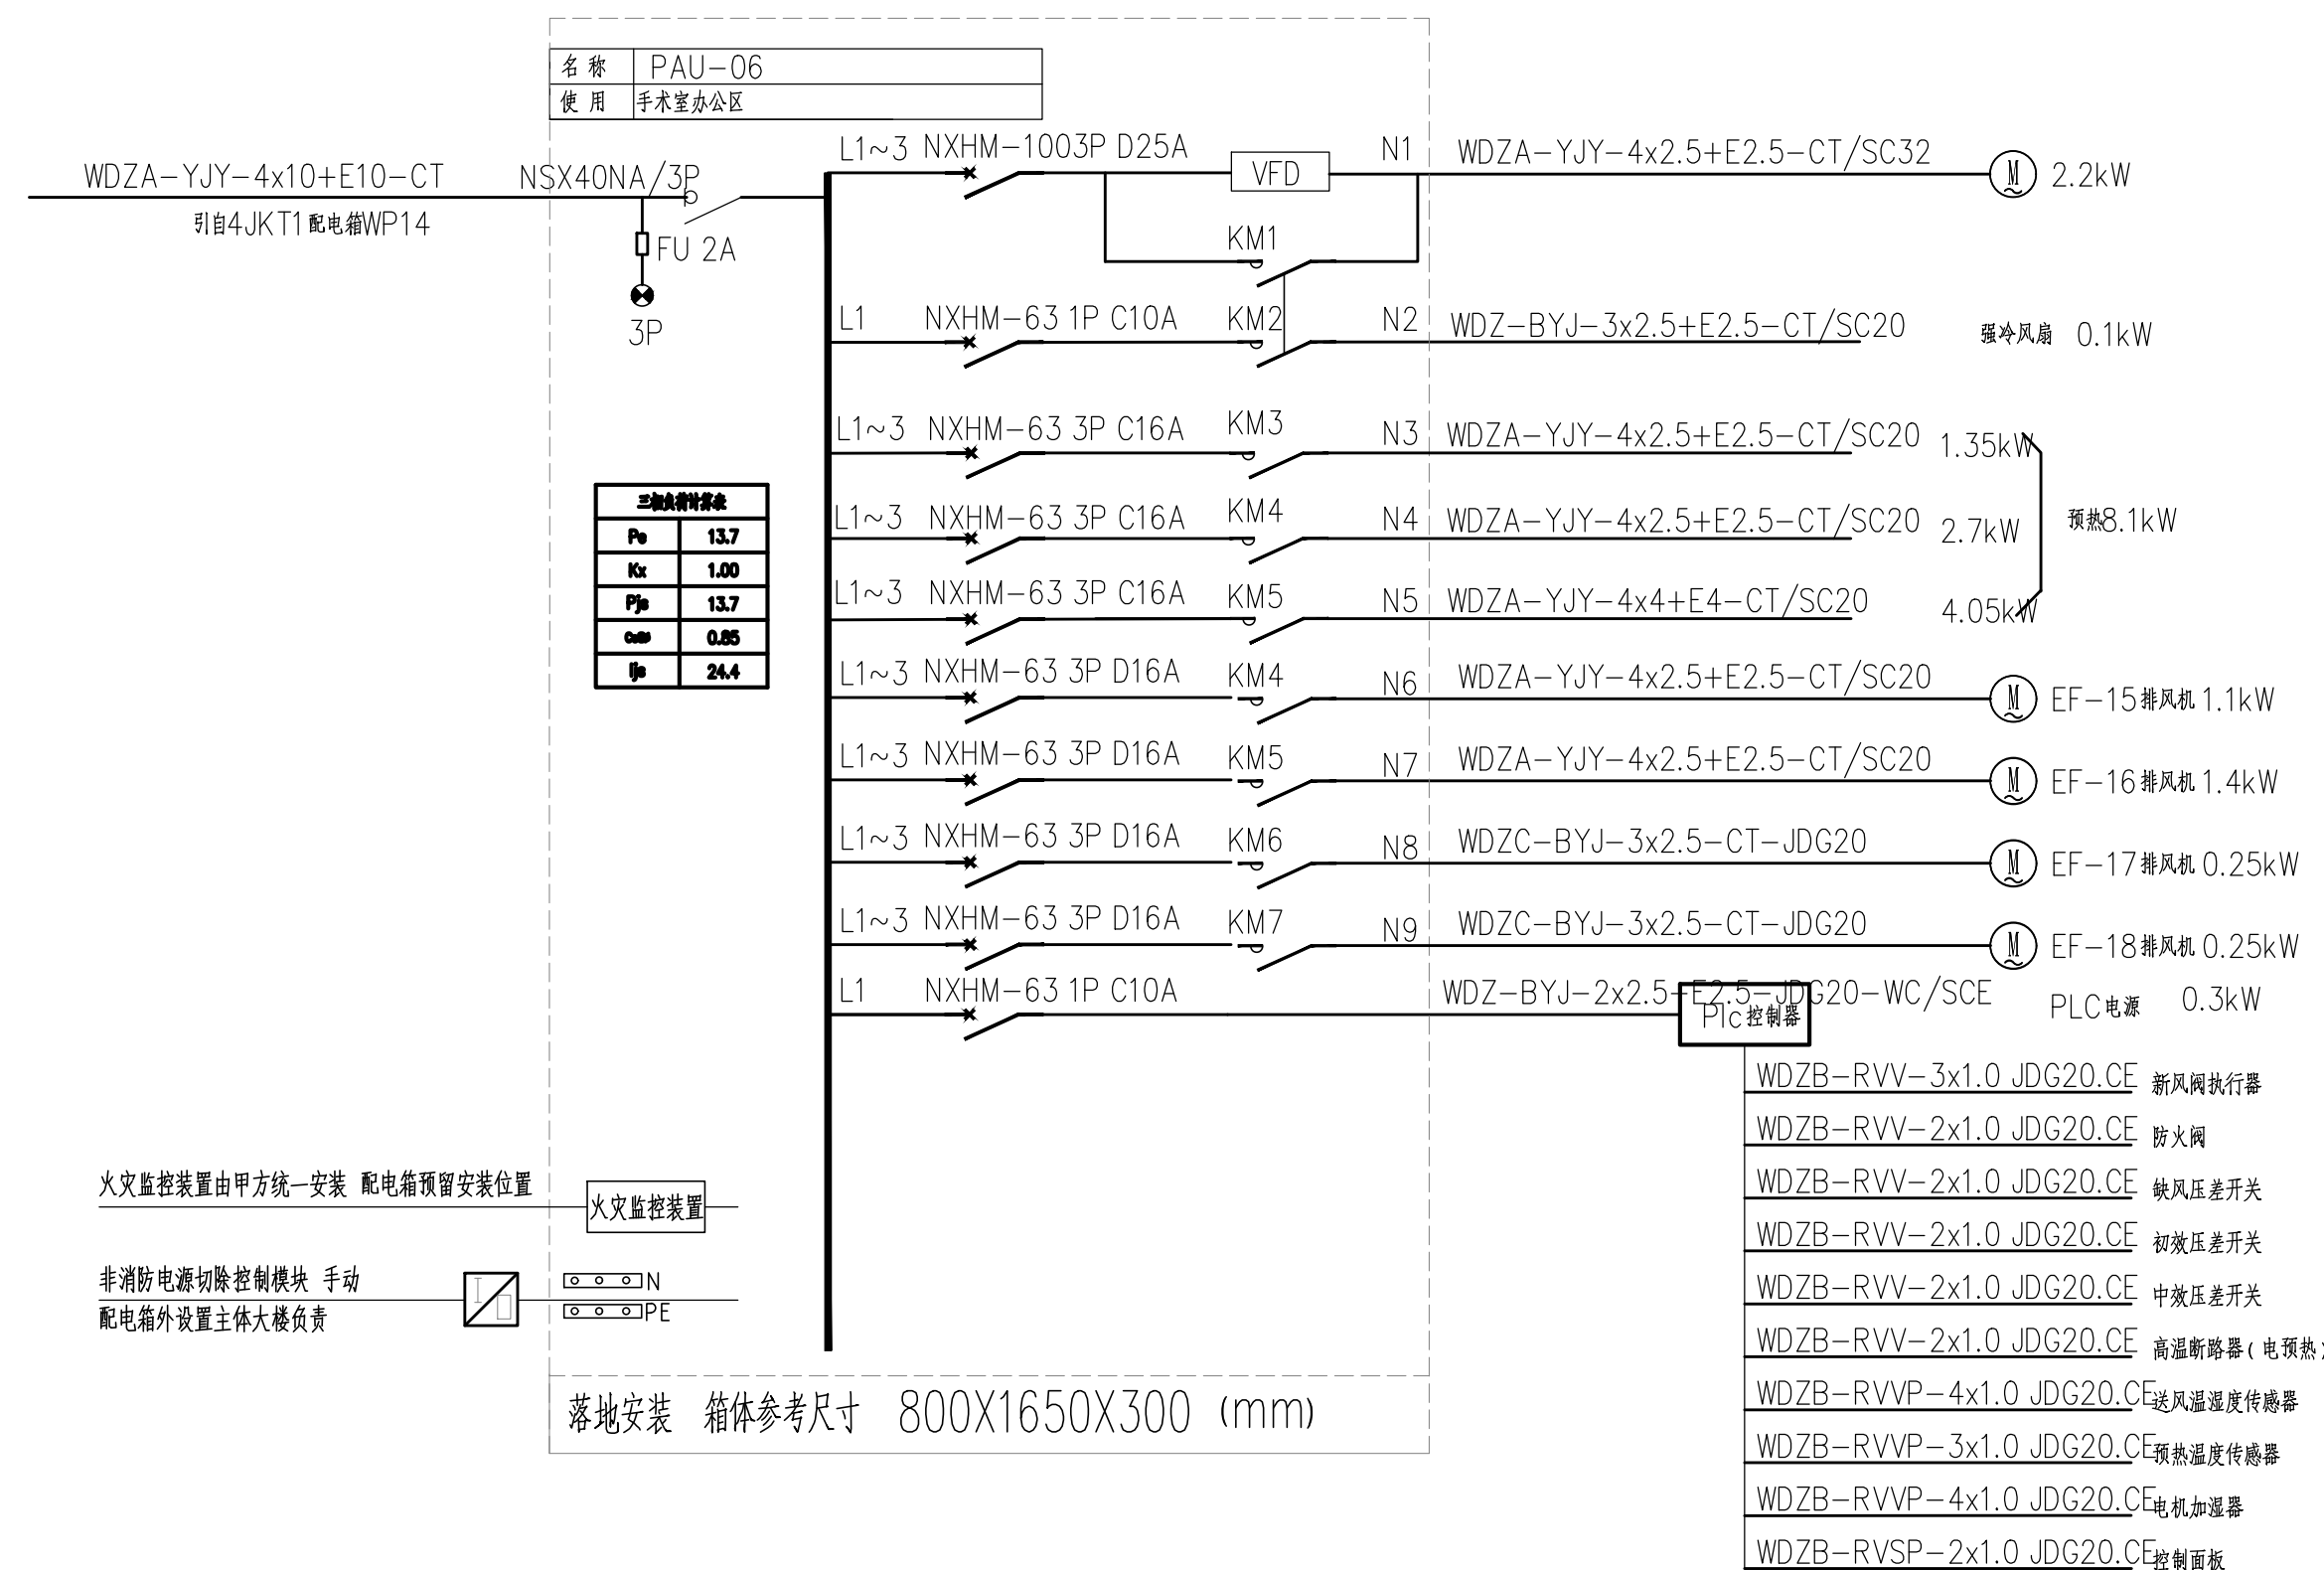 名 称 PAU-06
使 用 手术室办公区
WDZA-YJY-4x10+E10-CT
引自4JKT1配电箱WP14
NSX40NA/3P
FU 2A
3P
L1~3 NXHM-1003P D25A VFD N1 WDZA-YJY-4x2.5+E2.5-CT/SC32 M 2.2kW
KM1
L1 NXHM-63 1P C10A KM2 N2 WDZ-BYJ-3x2.5+E2.5-CT/SC20 强冷风扇 0.1kW
L1~3 NXHM-63 3P C16A KM3 N3 WDZA-YJY-4x2.5+E2.5-CT/SC20 1.35kW
L1~3 NXHM-63 3P C16A KM4 N4 WDZA-YJY-4x2.5+E2.5-CT/SC20 2.7kW
预热8.1kW
L1~3 NXHM-63 3P C16A KM5 N5 WDZA-YJY-4x4+E4-CT/SC20 4.05kW
L1~3 NXHM-63 3P D16A KM4 N6 WDZA-YJY-4x2.5+E2.5-CT/SC20 M EF-15排风机 1.1kW
L1~3 NXHM-63 3P D16A KM5 N7 WDZA-YJY-4x2.5+E2.5-CT/SC20 M EF-16排风机 1.4kW
L1~3 NXHM-63 3P D16A KM6 N8 WDZC-BYJ-3x2.5-CT-JDG20 M EF-17排风机 0.25kW
L1~3 NXHM-63 3P D16A KM7 N9 WDZC-BYJ-3x2.5-CT-JDG20 M EF-18排风机 0.25kW
L1 NXHM-63 1P C10A WDZ-BYJ-2x2.5+E2.5-JDG20-WC/SCE PLC电源 0.3kW
Plc控制器
三相负荷计算表
Pe 13.7
Kx 1.00
Pjs 13.7
0.85
Ijs 24.4
WDZB-RVV-3x1.0 JDG20.CE 新风阀执行器
WDZB-RVV-2x1.0 JDG20.CE 防火阀
WDZB-RVV-2x1.0 JDG20.CE 缺风压差开关
WDZB-RVV-2x1.0 JDG20.CE 初效压差开关
WDZB-RVV-2x1.0 JDG20.CE 中效压差开关
WDZB-RVV-2x1.0 JDG20.CE 高温断路器(电预热)
WDZB-RVVP-4x1.0 JDG20.CE 送风温湿度传感器
WDZB-RVVP-3x1.0 JDG20.CE 预热温度传感器
WDZB-RVVP-4x1.0 JDG20.CE 电机加湿器
WDZB-RVSP-2x1.0 JDG20.CE 控制面板
火灾监控装置由甲方统一安装 配电箱预留安装位置
火灾监控装置
非消防电源切除控制模块 手动
配电箱外设置主体大楼负责
N
PE
落地安装 箱体参考尺寸 800X1650X300 (mm)